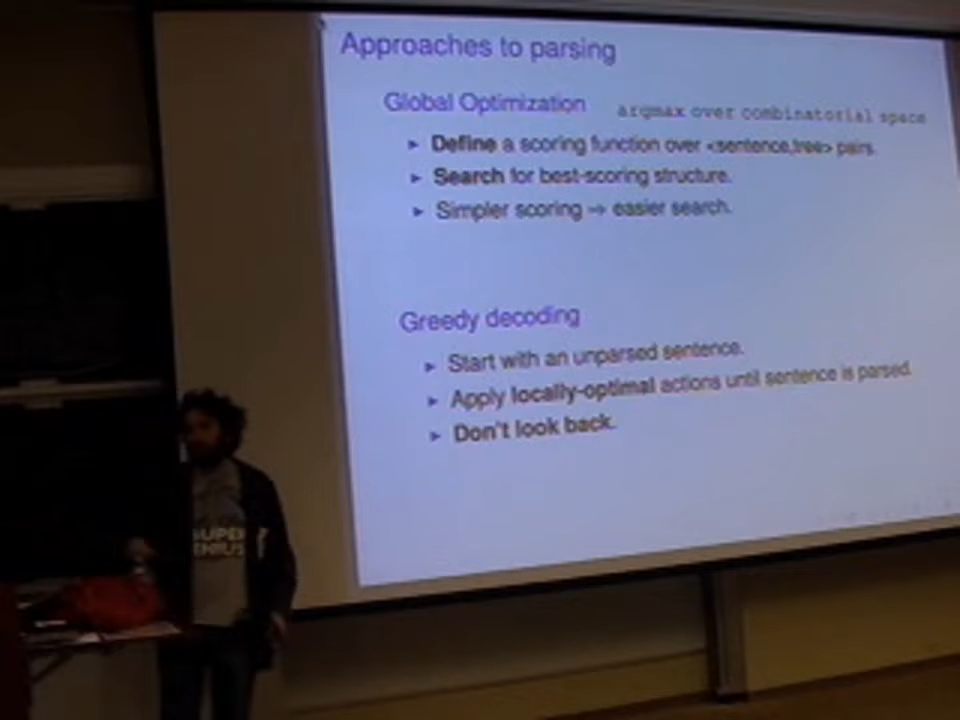 Approaches to parsing
Global Optimization argmax over combinatorial space
▸ Define a scoring function over <sentence,tree> pairs.
▸ Search for best-scoring structure.
▸ Simpler scoring → easier search.
Greedy decoding
▸ Start with an unparsed sentence.
▸ Apply locally-optimal actions until sentence is parsed.
▸ Don't look back.
SUPER